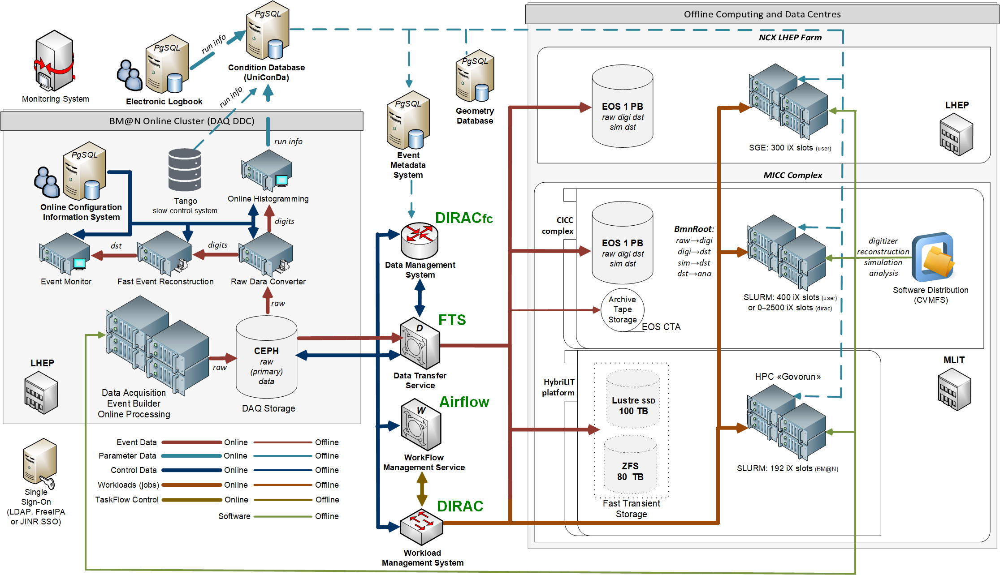 PgSQL
Offline Computing and Data Centres
NCX LHEP Farm
PgSQL
run info
Condition Database
(UniConDa)
Monitoring System
Electronic Logbook
run info
PgSQL
Geometry
Database
PgSQL
Event
Metadata
System
EOS 1 PB
raw digi dst
sim dst
SGE: 300 iX slots (user)
LHEP
BM@N Online Cluster (DAQ DDC)
run info
PgSQL
Online Configuration
Information System
Tango
slow control system
Online Histogramming
digits
dst
digits
Event Monitor
Fast Event Reconstruction
Raw Dara Converter
raw
LHEP
Data Acquisition
Event Builder
Online Processing
raw
CEPH
raw
(primary)
data
DAQ Storage
DIRACfc
Data Management
System
FTS
D
Data Transfer
Service
Airflow
W
WorkFlow
Management Service
DIRAC
Workload
Management System
MICC Complex
CICC
complex
EOS 1 PB
raw digi dst
sim dst
Archive
Tape
Storage
EOS CTA
BmnRoot:
raw→digi
digi→dst
sim→dst
dst→ana
SLURM: 400 iX slots (user)
or 0–2500 iX slots (dirac)
digitizer
reconstruction
simulation
analysis
Software Distribution
(CVMFS)
MLIT
HybriLIT
platform
Lustre SSD
100 TB
ZFS
80 TB
Fast Transient
Storage
HPC «Govorun»
SLURM: 192 iX slots (BM@N)
Single
Sign-On
(LDAP, FreeIPA
or JINR SSO)
Event Data Online Offline
Parameter Data Online Offline
Control Data Online Offline
Workloads (jobs) Online Offline
TaskFlow Control Online Offline
Software Offline